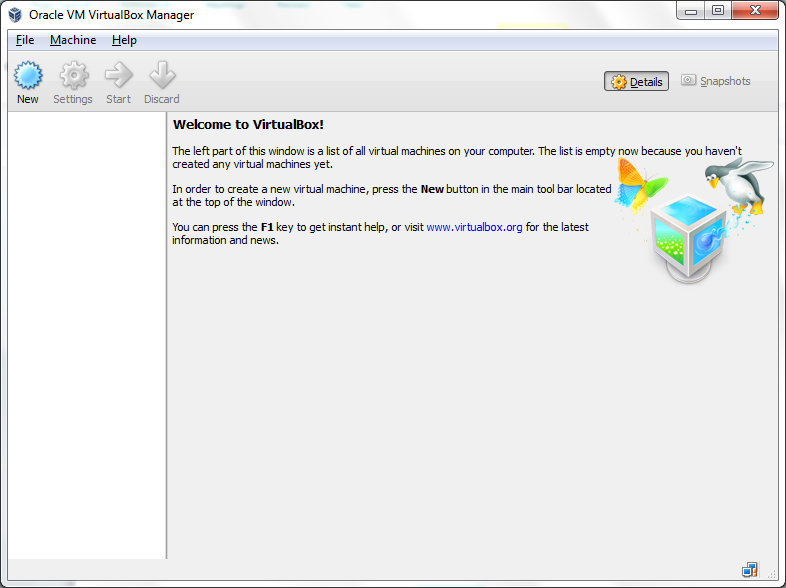 Oracle VM VirtualBox Manager
File Machine Help
New Settings Start Discard Details Snapshots
Welcome to VirtualBox!
The left part of this window is a list of all virtual machines on your computer. The list is empty now because you haven't
created any virtual machines yet.
In order to create a new virtual machine, press the New button in the main tool bar located
at the top of the window.
You can press the F1 key to get instant help, or visit www.virtualbox.org for the latest
information and news.